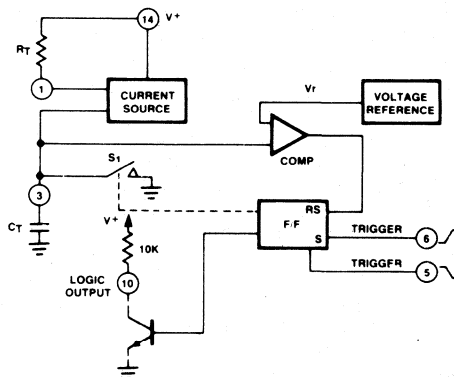 14 V+
RT
1
CURRENT
SOURCE
Vr
VOLTAGE
REFERENCE
COMP
S1
3
CT
V+
10K
LOGIC
OUTPUT
10
RS
F/F
S
TRIGGER 6
TRIGGER 5